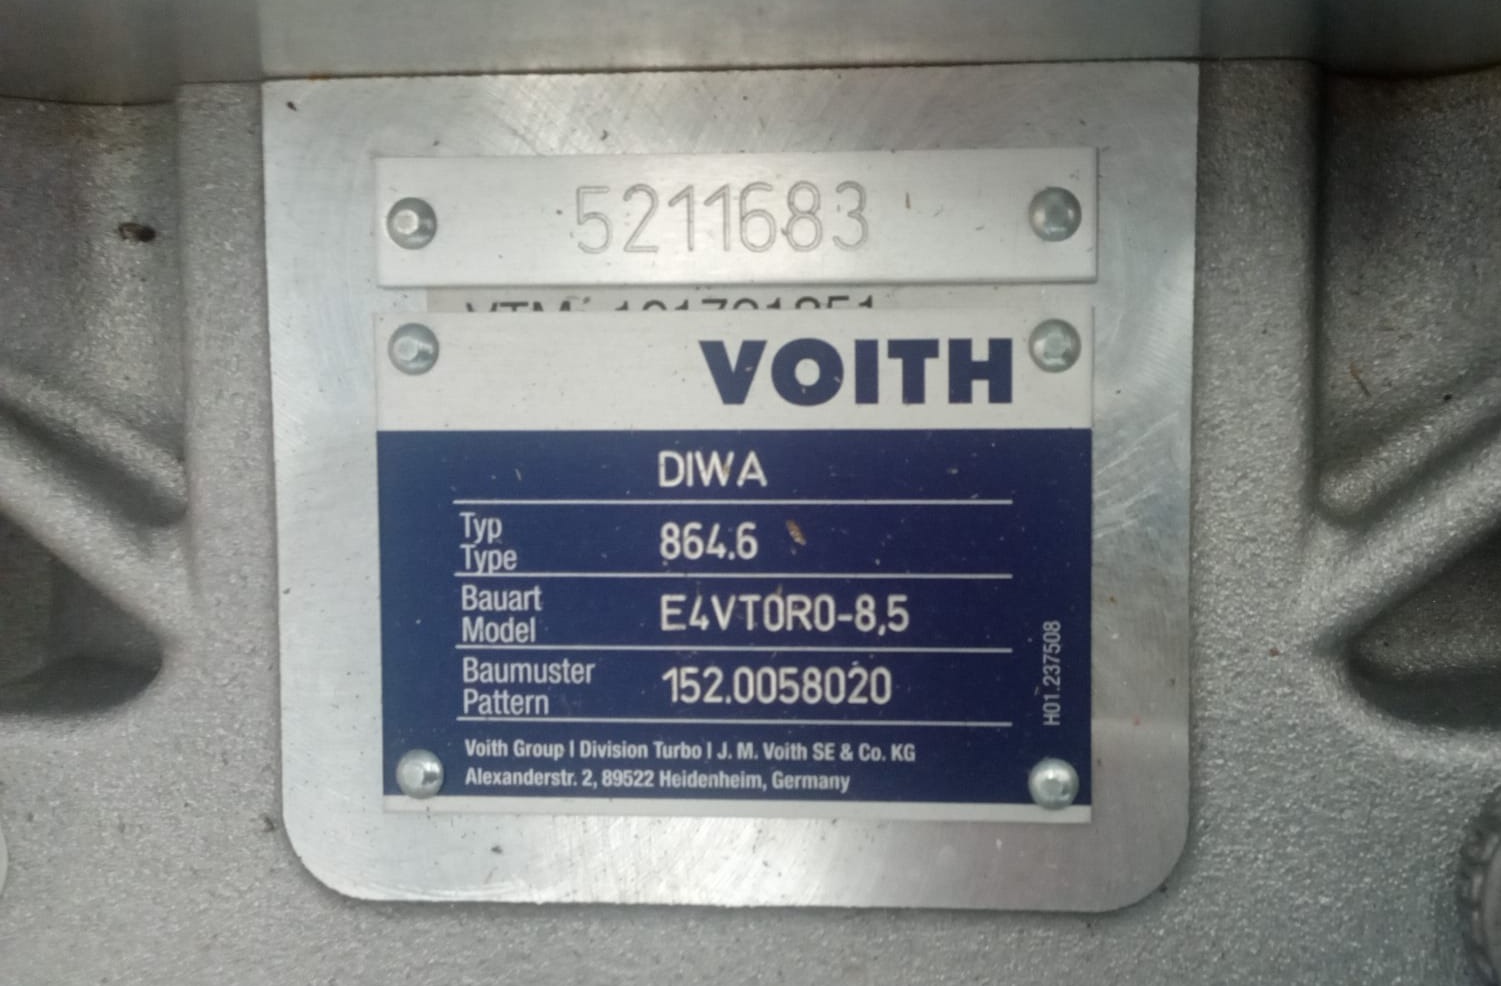 5211683
VOITH
DIWA
Typ
Type 864.6
Bauart
Model E4VT0R0-8,5
Baumuster
Pattern 152.0058020
H01.237508
Voith Group I Division Turbo I J. M. Voith SE & Co. KG
Alexanderstr. 2, 89522 Heidenheim, Germany